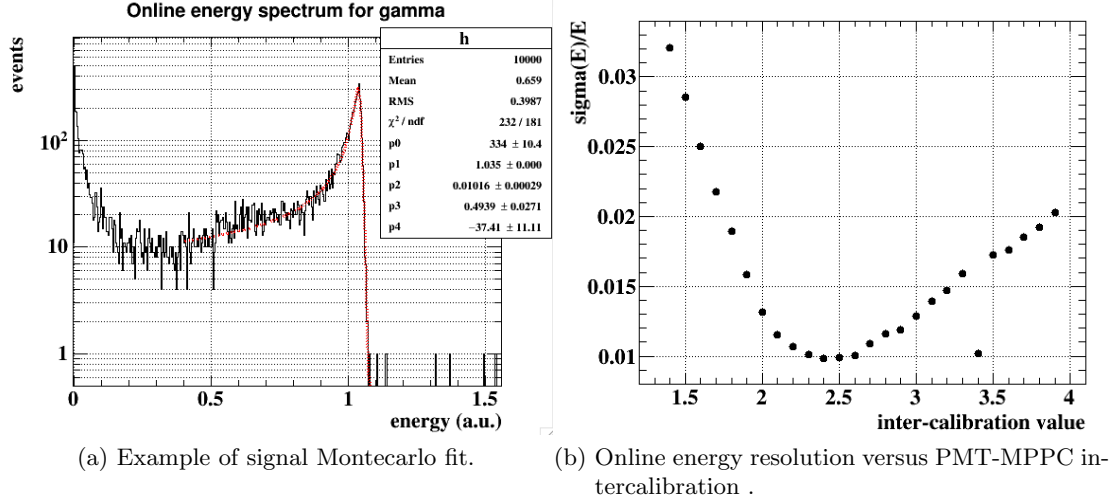 Online energy spectrum for gamma
events
10²
10
1
0
0.5
1
1.5
energy (a.u.)
h
Entries 10000
Mean 0.659
RMS 0.3987
χ² / ndf 232 / 181
p0 334 ± 10.4
p1 1.035 ± 0.000
p2 0.01016 ± 0.00029
p3 0.4939 ± 0.0271
p4 −37.41 ± 11.11
(a) Example of signal Montecarlo fit.
sigma(E)/E
0.03
0.025
0.02
0.015
0.01
1.5
2
2.5
3
3.5
4
inter-calibration value
(b) Online energy resolution versus PMT-MPPC in-
tercalibration .